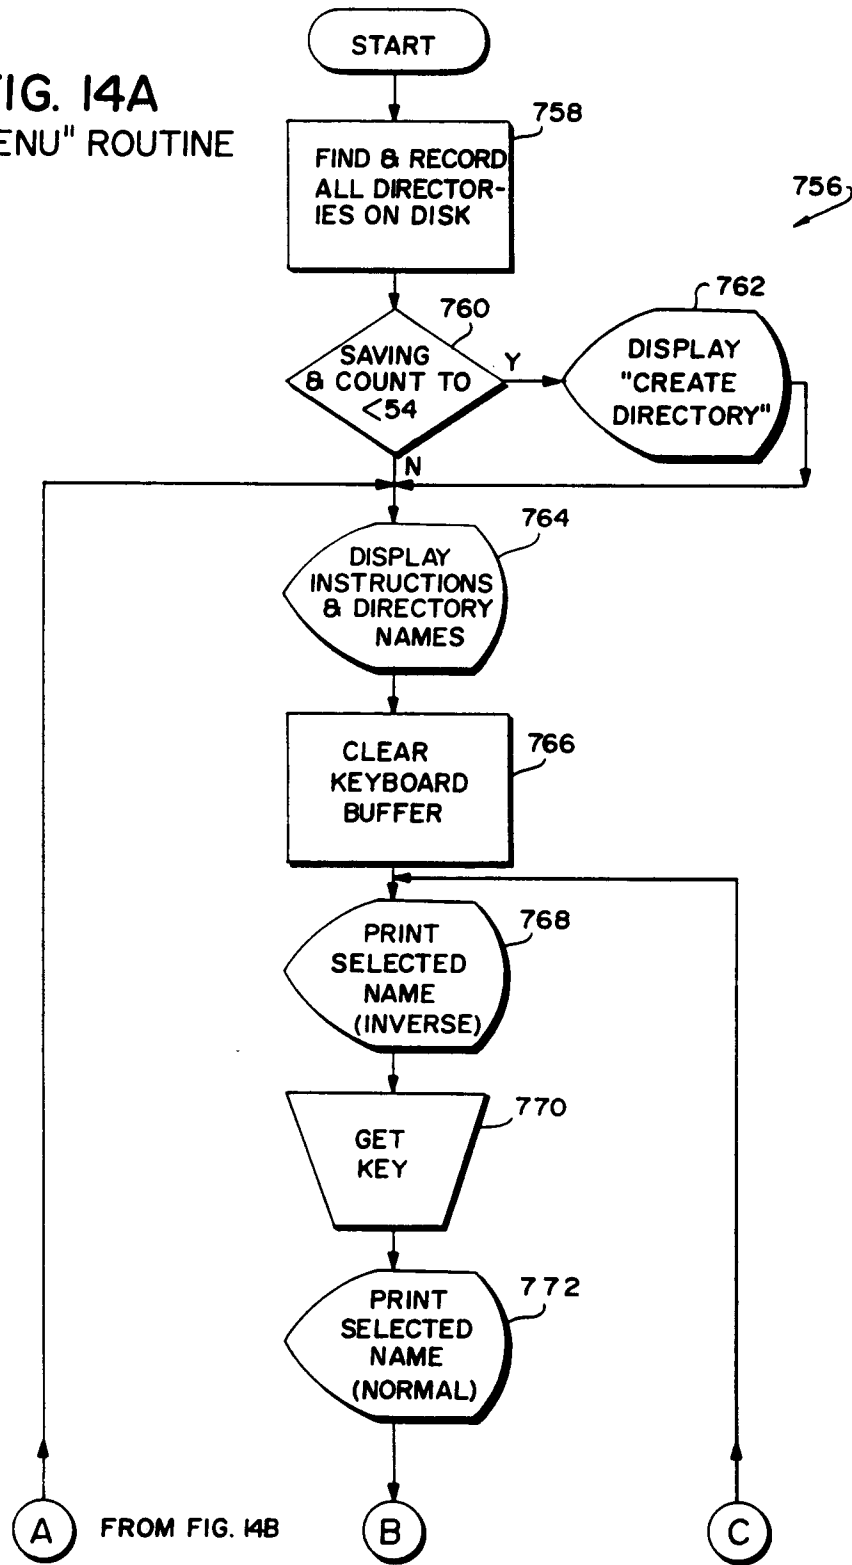 START
FIG. 14A
MENU" ROUTINE
758
FIND & RECORD
ALL DIRECTOR-
IES ON DISK
756
760
762
SAVING
& COUNT TO
<54
Y
DISPLAY
"CREATE
DIRECTORY"
N
764
DISPLAY
INSTRUCTIONS
& DIRECTORY
NAMES
766
CLEAR
KEYBOARD
BUFFER
768
PRINT
SELECTED
NAME
(INVERSE)
770
GET
KEY
772
PRINT
SELECTED
NAME
(NORMAL)
A FROM FIG. 14B
B
C